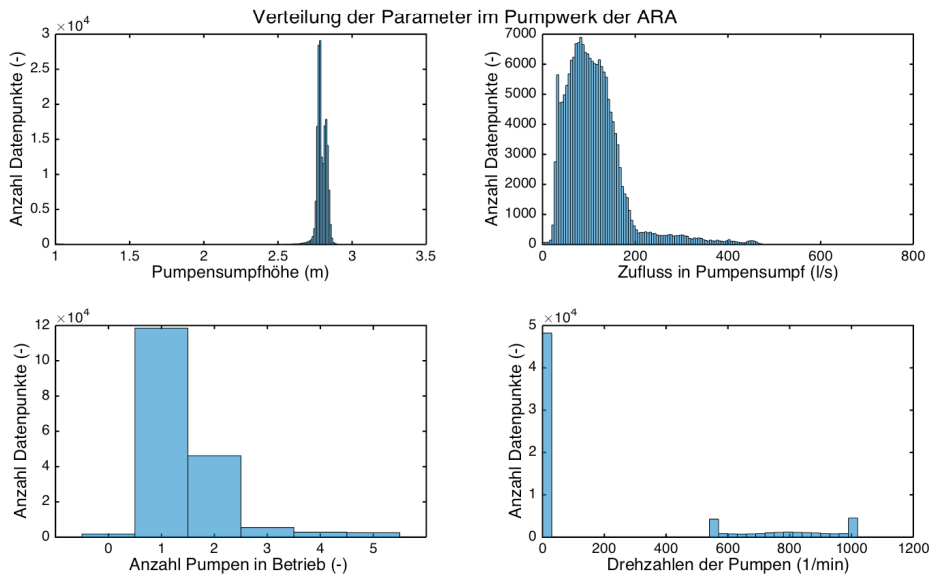 Verteilung der Parameter im Pumpwerk der ARA
×10^4
3
2.5
2
1.5
1
0.5
0
Anzahl Datenpunkte (-)
1 1.5 2 2.5 3 3.5
Pumpensumpfhöhe (m)
7000
6000
5000
4000
3000
2000
1000
0
Anzahl Datenpunkte (-)
0 200 400 600 800
Zufluss in Pumpensumpf (l/s)
×10^4
12
10
8
6
4
2
0
Anzahl Datenpunkte (-)
0 1 2 3 4 5
Anzahl Pumpen in Betrieb (-)
×10^4
5
4
3
2
1
0
Anzahl Datenpunkte (-)
0 200 400 600 800 1000 1200
Drehzahlen der Pumpen (1/min)